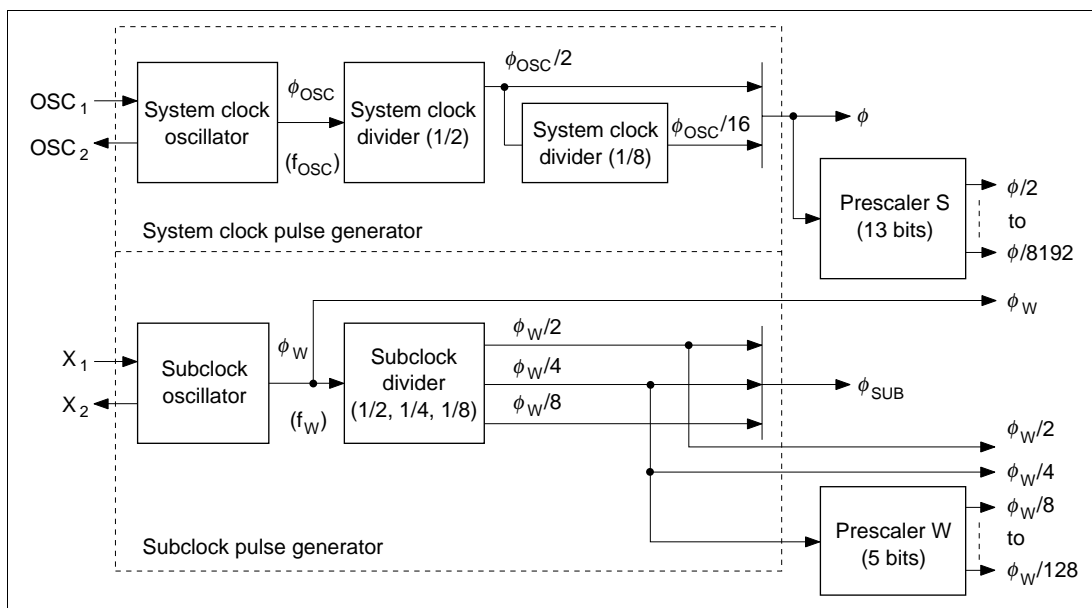 OSC1
OSC2
System clock
oscillator
ϕOSC
(fOSC)
System clock
divider (1/2)
ϕOSC/2
System clock
divider (1/8)
ϕOSC/16
ϕ
Prescaler S
(13 bits)
ϕ/2
to
ϕ/8192
System clock pulse generator
ϕW
X1
X2
Subclock
oscillator
ϕW
(fW)
Subclock
divider
(1/2, 1/4, 1/8)
ϕW/2
ϕW/4
ϕW/8
ϕSUB
ϕW/2
ϕW/4
Prescaler W
(5 bits)
ϕW/8
to
ϕW/128
Subclock pulse generator